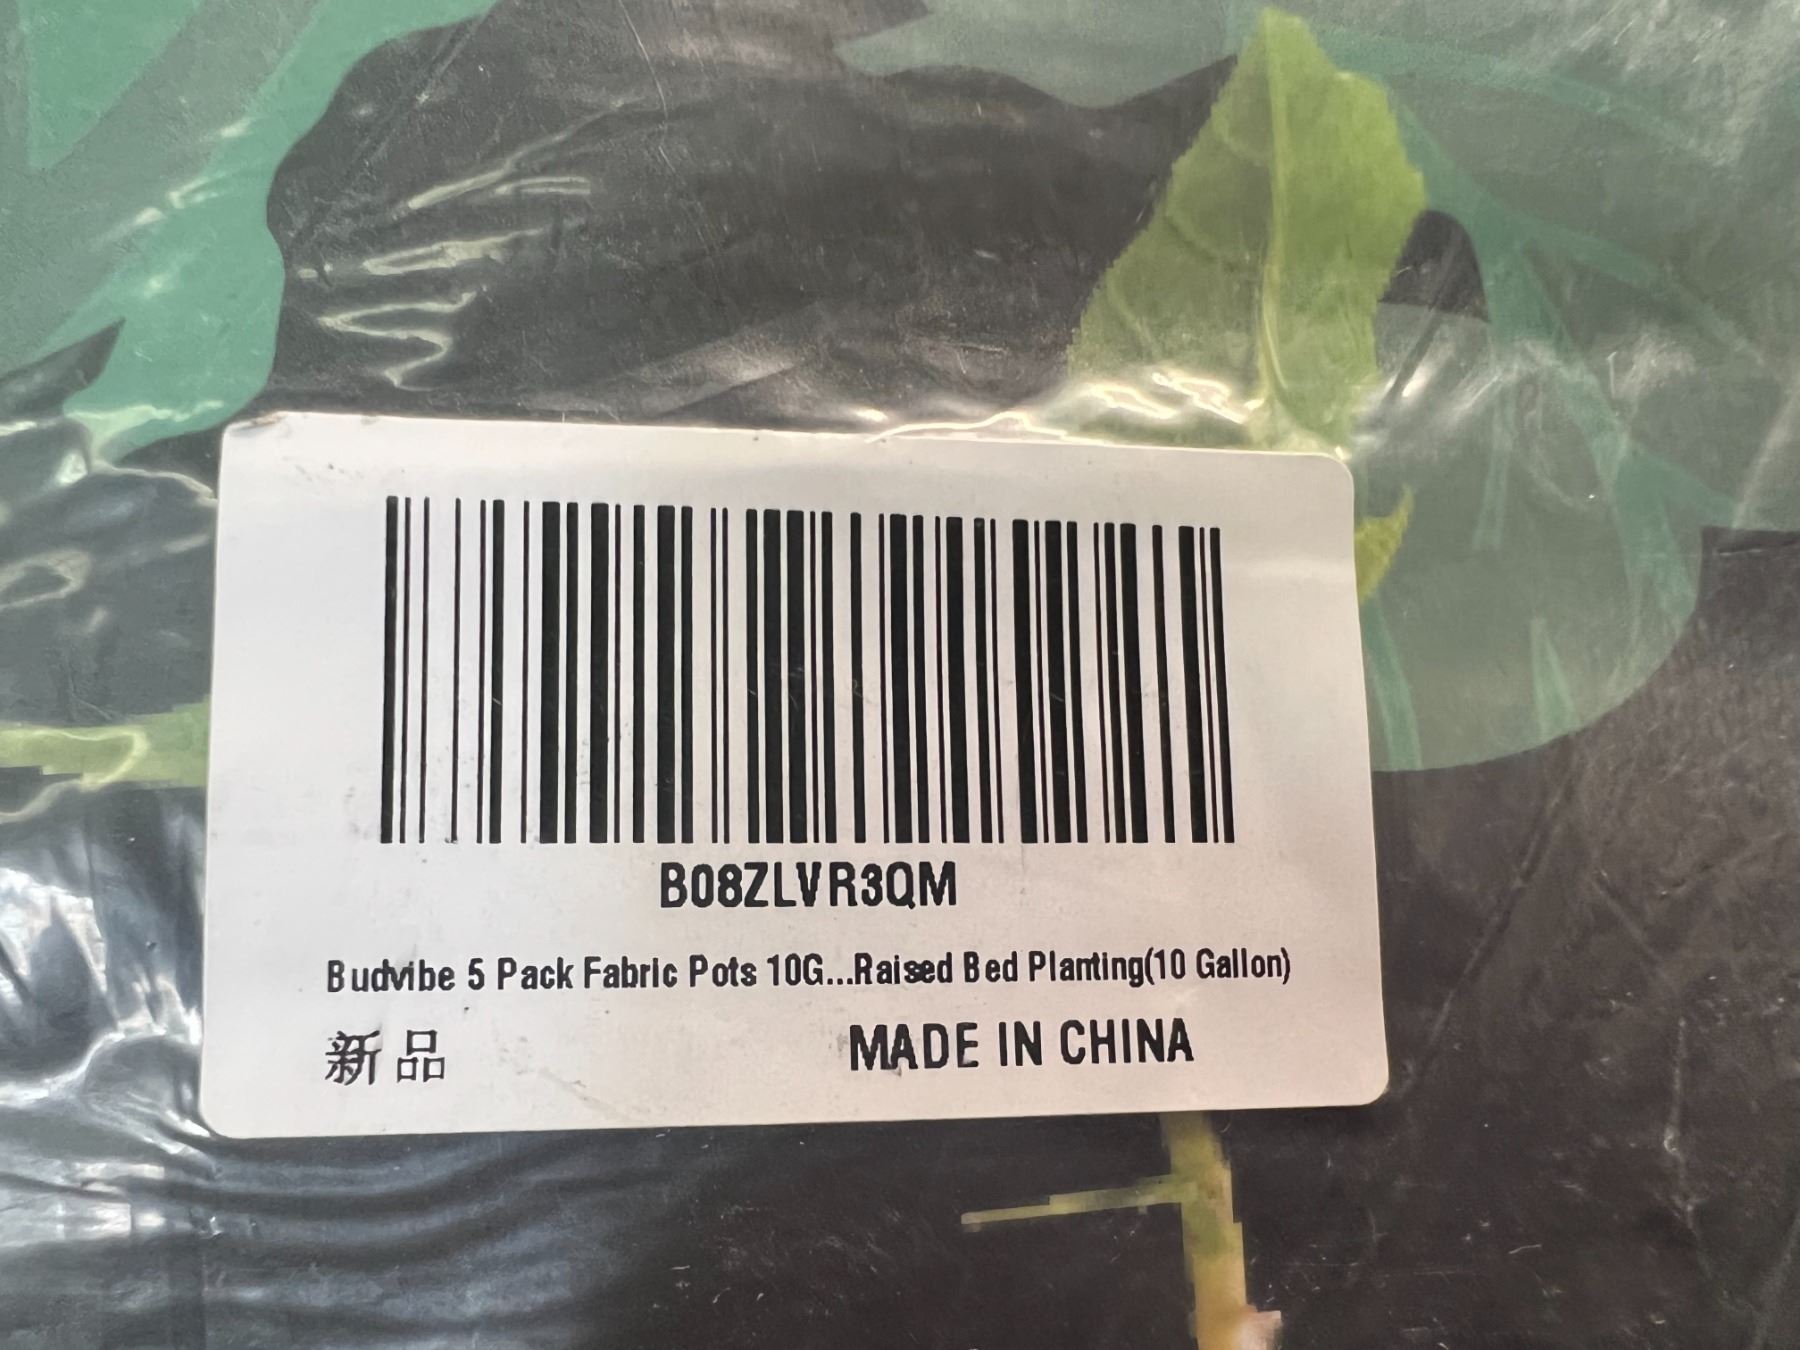 B08ZLVR3QM
Budvibe 5 Pack Fabric Pots 10G...Raised Bed Planting(10 Gallon)
新品 MADE IN CHINA